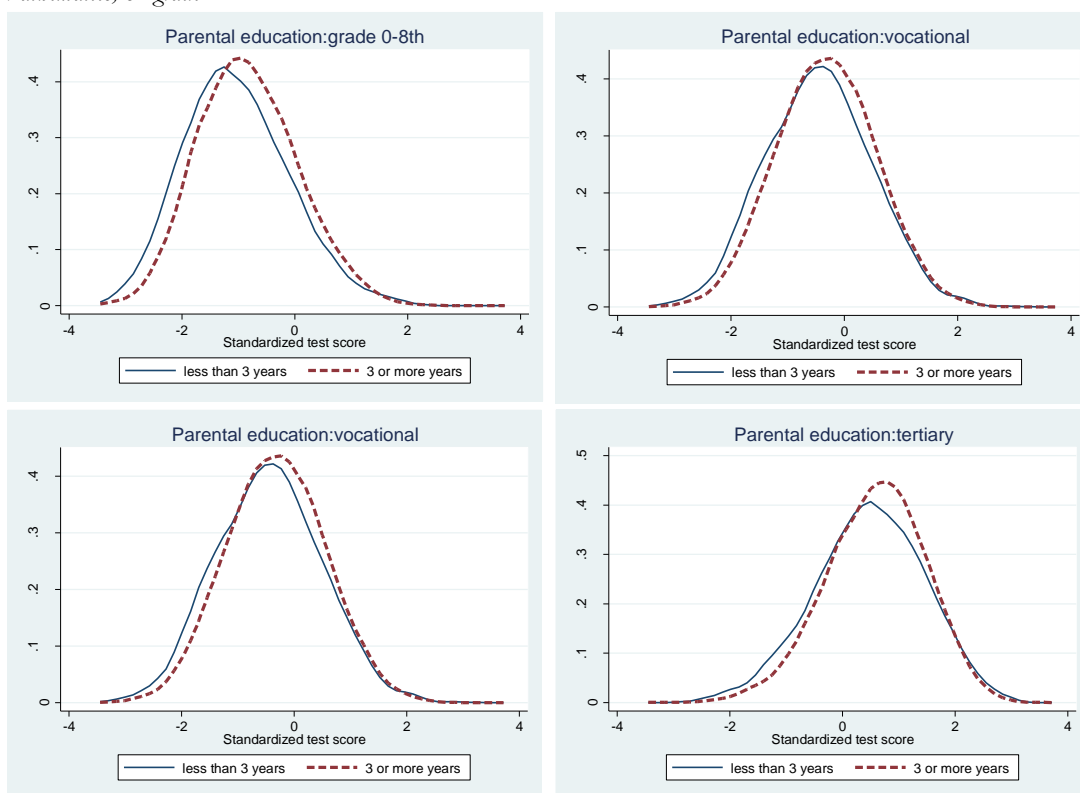 Parental education:grade 0-8th
.4
.3
.2
.1
0
-4 -2 0 2 4
Standardized test score
less than 3 years 3 or more years
Parental education:vocational
.4
.3
.2
.1
0
-4 -2 0 2 4
Standardized test score
less than 3 years 3 or more years
Parental education:vocational
.4
.3
.2
.1
0
-4 -2 0 2 4
Standardized test score
less than 3 years 3 or more years
Parental education:tertiary
.5
.4
.3
.2
.1
0
-4 -2 0 2 4
Standardized test score
less than 3 years 3 or more years